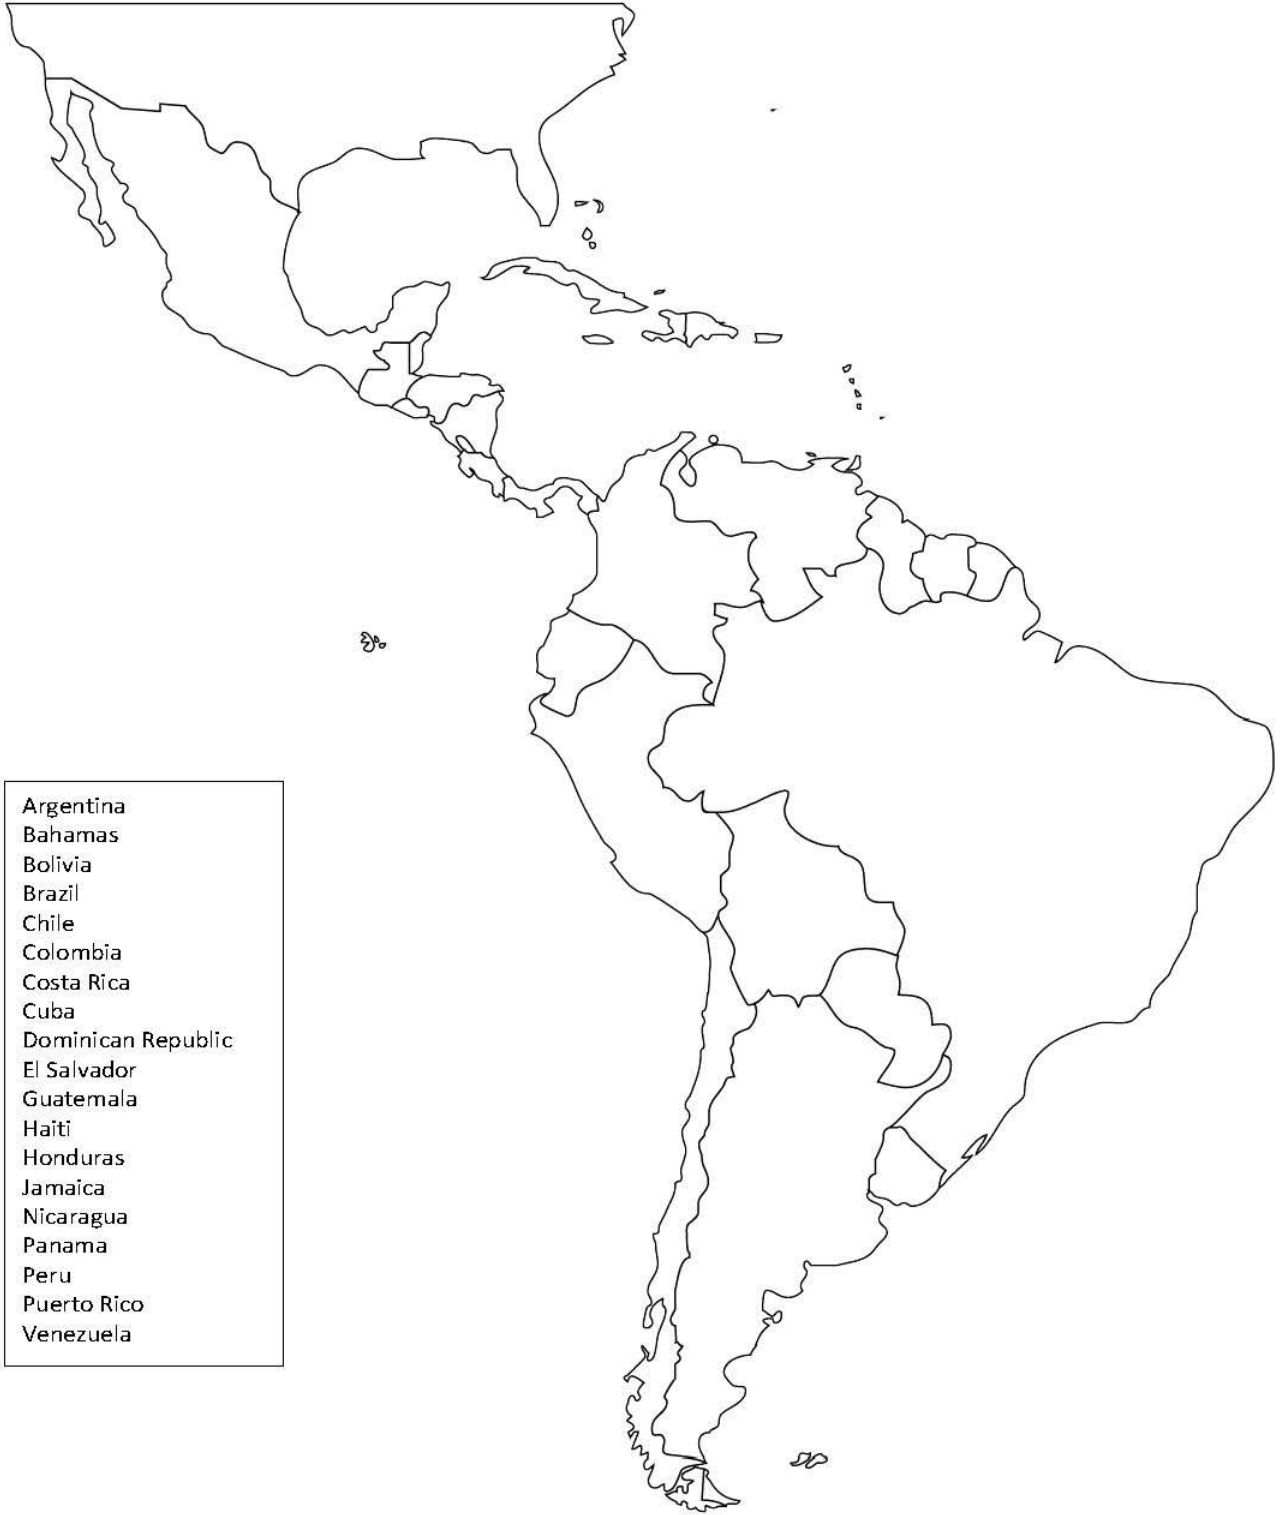 Argentina
Bahamas
Bolivia
Brazil
Chile
Colombia
Costa Rica
Cuba
Dominican Republic
El Salvador
Guatemala
Haiti
Honduras
Jamaica
Nicaragua
Panama
Peru
Puerto Rico
Venezuela